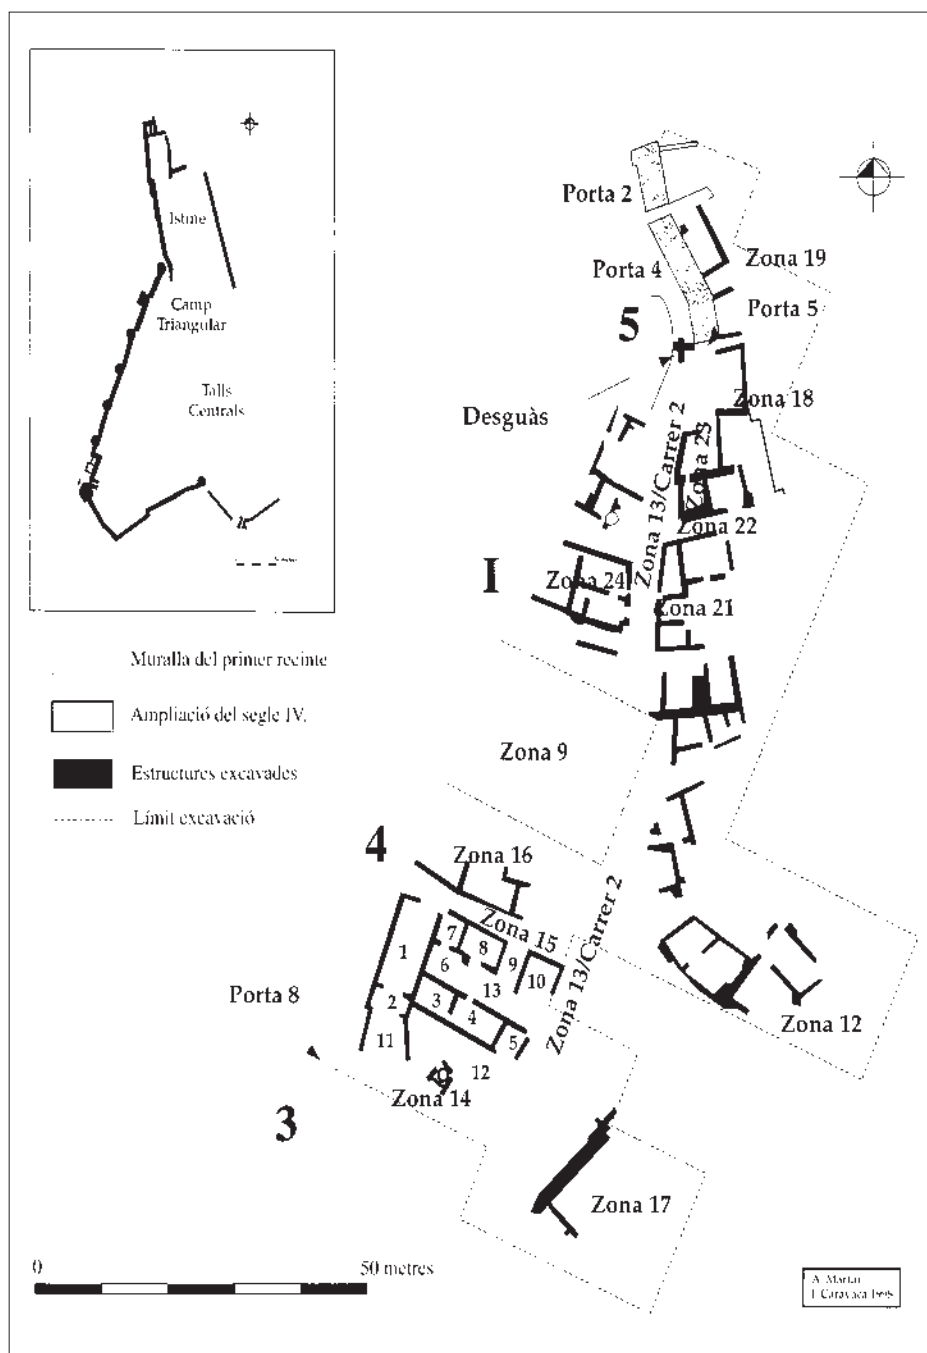 Istme
Camp
Triangular
Talls
Centrals
Porta 2
Zona 19
Porta 4
Porta 5
5
Zona 18
Desguàs
Zona 13/Carrer 2
Zona 23
Zona 22
I
Zona 24
Zona 21
Muralla del primer recinte
Ampliació del segle IV.
Estructures excavades
Límit excavació
Zona 9
4
Zona 16
Zona 15
Zona 13/Carrer 2
1
7
8
9
10
6
13
Porta 8
2
3
4
5
11
12
Zona 12
Zona 14
3
Zona 17
0
50 metres
A. Martín
J. Caravaca 1998